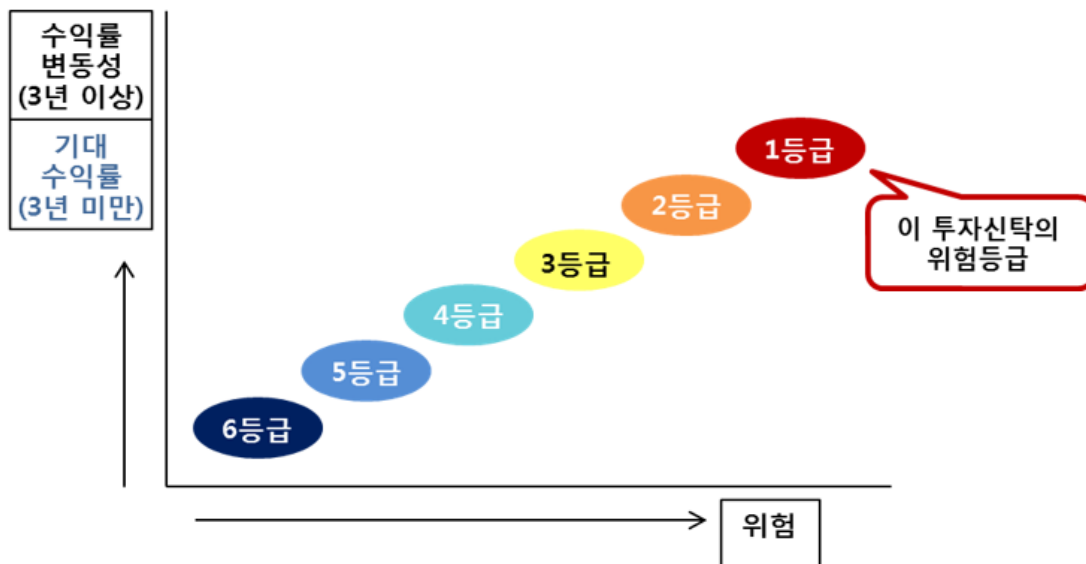 수익률
변동성
(3년 이상)
기대
수익률
(3년 미만)
1등급
2등급
3등급
4등급
5등급
6등급
이 투자신탁의
위험등급
위험